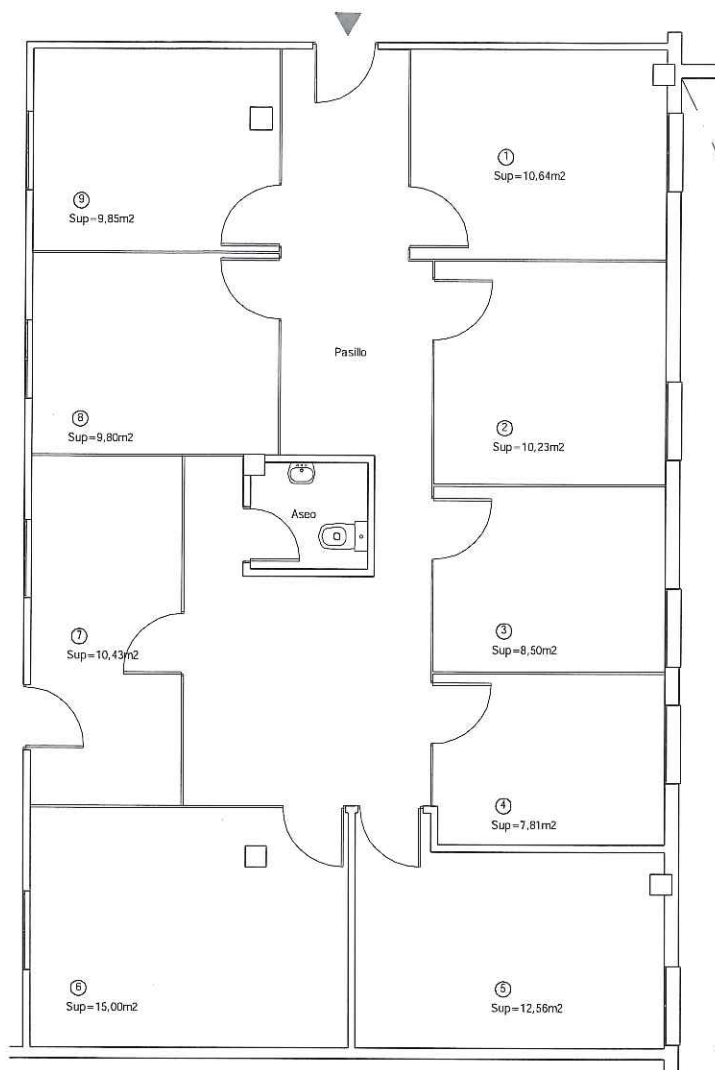 1
Sup=10,64m2
9
Sup=9,85m2
Pasillo
8
Sup=9,80m2
2
Sup=10,23m2
Aseo
7
Sup=10,43m2
3
Sup=8,50m2
4
Sup=7,81m2
6
Sup=15,00m2
5
Sup=12,56m2